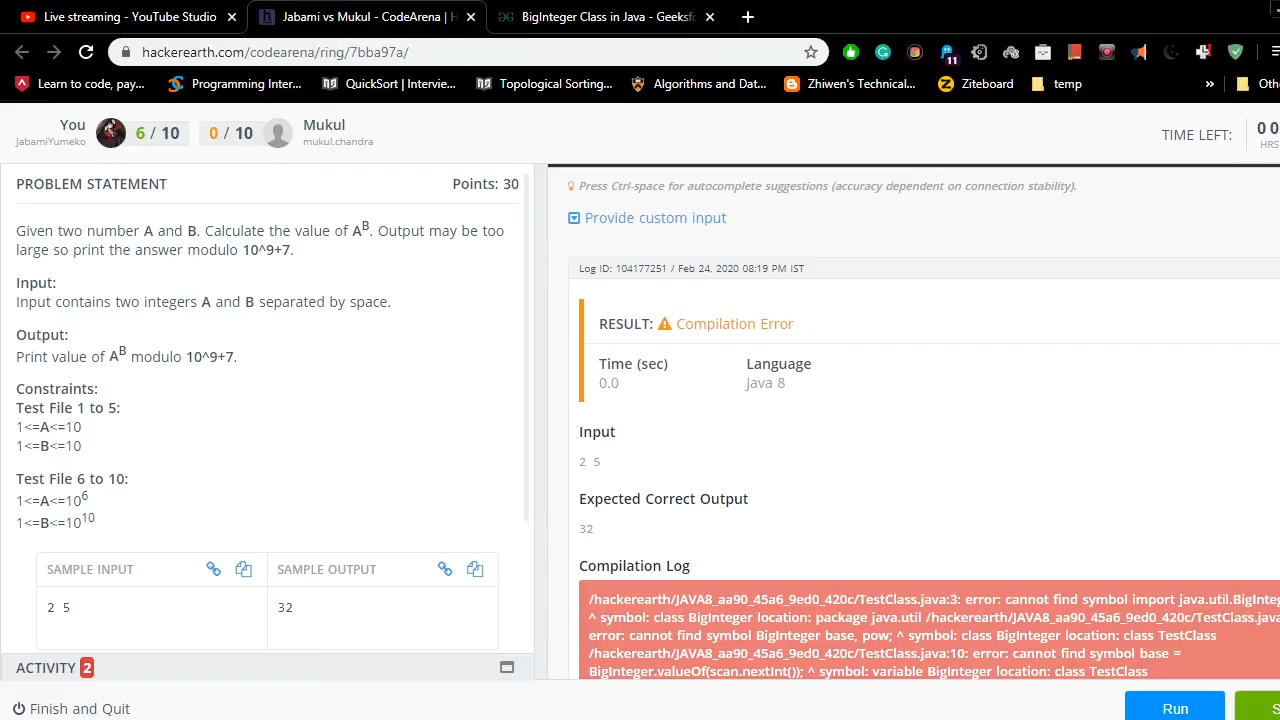 Live streaming - YouTube Studio
Jabami vs Mukul - CodeArena | H
BigInteger Class in Java - Geeksfo
hackerearth.com/codearena/ring/7bba97a/
11
Learn to code, pay...
Programming Inter...
QuickSort | Intervie...
Topological Sorting...
Algorithms and Dat...
Zhiwen's Technical...
Ziteboard
temp
»
Oth
You
JabamiYumeko
6 / 10
0 / 10
Mukul
mukul.chandra
TIME LEFT:
0 0
HRS
PROBLEM STATEMENT
Points: 30
Given two number A and B. Calculate the value of A^B. Output may be too
large so print the answer modulo 10^9+7.
Input:
Input contains two integers A and B separated by space.
Output:
Print value of A^B modulo 10^9+7.
Constraints:
Test File 1 to 5:
1<=A<=10
1<=B<=10
Test File 6 to 10:
1<=A<=10^6
1<=B<=10^10
SAMPLE INPUT
SAMPLE OUTPUT
2 5
32
ACTIVITY 2
Finish and Quit
Press Ctrl-space for autocomplete suggestions (accuracy dependent on connection stability).
Provide custom input
Log ID: 104177251 / Feb 24, 2020 08:19 PM IST
RESULT: Compilation Error
Time (sec)
Language
0.0
Java 8
Input
2 5
Expected Correct Output
32
Compilation Log
/hackerearth/JAVA8_aa90_45a6_9ed0_420c/TestClass.java:3: error: cannot find symbol import java.util.BigInteg
^ symbol: class BigInteger location: package java.util /hackerearth/JAVA8_aa90_45a6_9ed0_420c/TestClass.java
error: cannot find symbol BigInteger base, pow; ^ symbol: class BigInteger location: class TestClass
/hackerearth/JAVA8_aa90_45a6_9ed0_420c/TestClass.java:10: error: cannot find symbol base =
BigInteger.valueOf(scan.nextInt()); ^ symbol: variable BigInteger location: class TestClass
Run
S